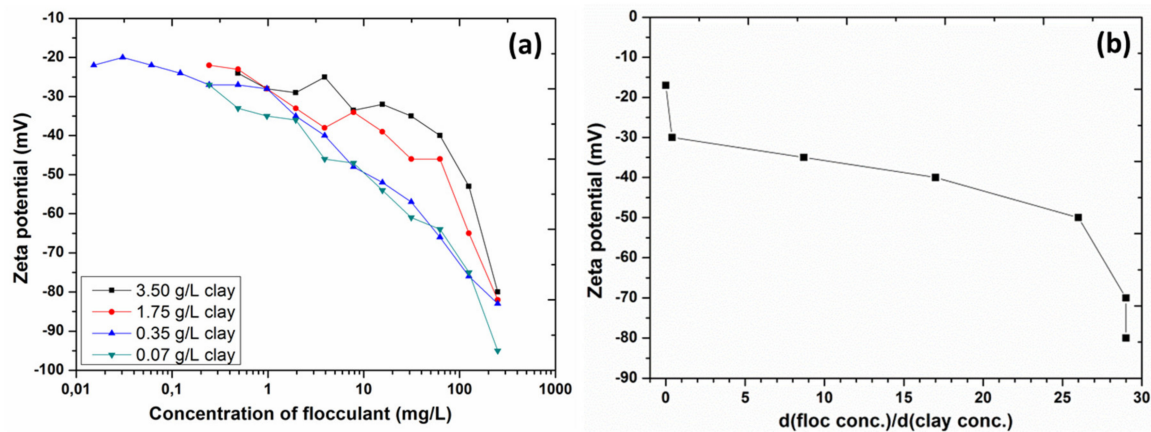 (a)
-10
-20
-30
-40
-50
-60
-70
-80
-90
-100
Zeta potential (mV)
3.50 g/L clay
1.75 g/L clay
0.35 g/L clay
0.07 g/L clay
0,01 0,1 1 10 100 1000
Concentration of flocculant (mg/L)
(b)
0
-10
-20
-30
-40
-50
-60
-70
-80
-90
Zeta potential (mV)
0 5 10 15 20 25 30
d(floc conc.)/d(clay conc.)